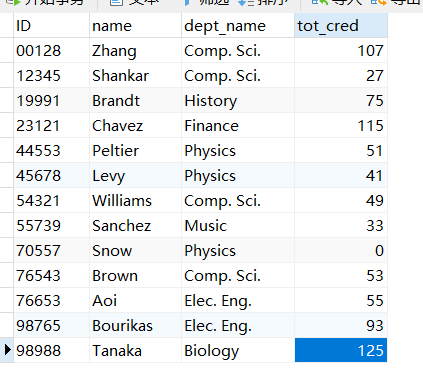 ID name dept_name tot_cred
00128 Zhang Comp. Sci. 107
12345 Shankar Comp. Sci. 27
19991 Brandt History 75
23121 Chavez Finance 115
44553 Peltier Physics 51
45678 Levy Physics 41
54321 Williams Comp. Sci. 49
55739 Sanchez Music 33
70557 Snow Physics 0
76543 Brown Comp. Sci. 53
76653 Aoi Elec. Eng. 55
98765 Bourikas Elec. Eng. 93
98988 Tanaka Biology 125